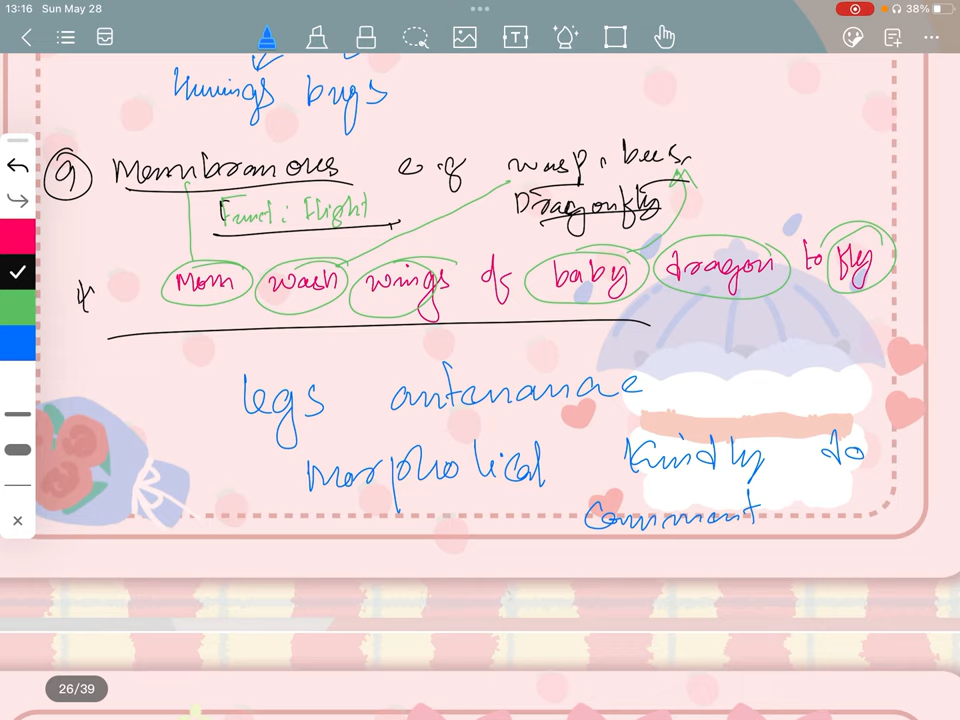 13:16 Sun May 28
38%
bugs
9 Membranous e.g wasp, bees,
Funct: flight Dragonfly
* Mom wash wings of baby dragon to fly
legs antenanae
morpholical kindly do
comment
26/39